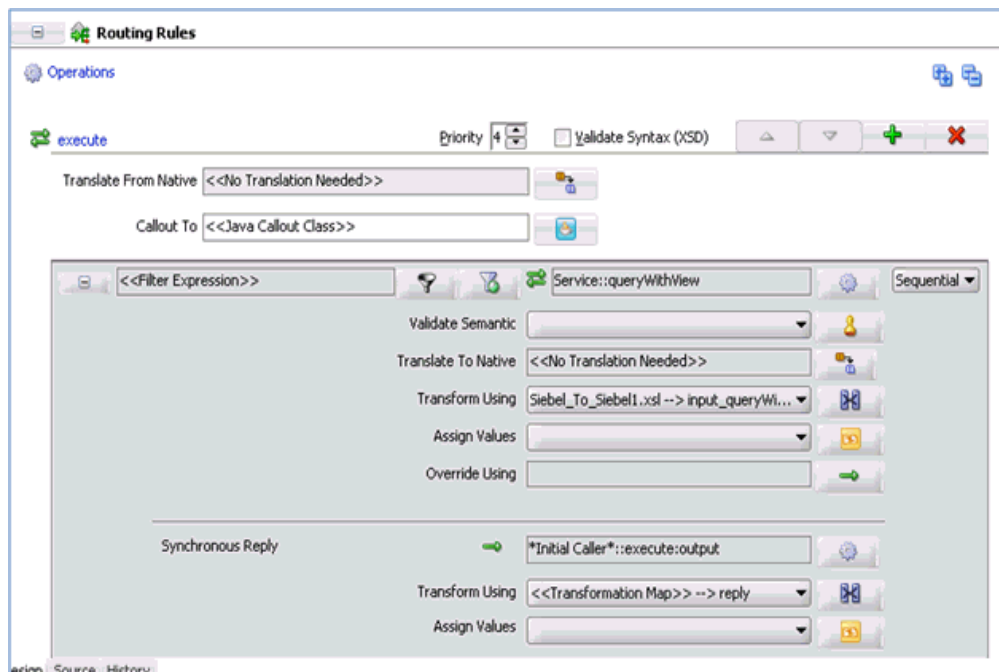 Routing Rules
Operations
execute Priority 4 Validate Syntax (XSD)
Translate From Native <<No Translation Needed>>
Callout To <<Java Callout Class>>
<<Filter Expression>> Service::queryWithView Sequential
Validate Semantic
Translate To Native <<No Translation Needed>>
Transform Using Siebel_To_Siebel1.xsl --> input_queryWi...
Assign Values
Override Using
Synchronous Reply *Initial Caller*::execute:output
Transform Using <<Transformation Map>> --> reply
Assign Values
esign Source History